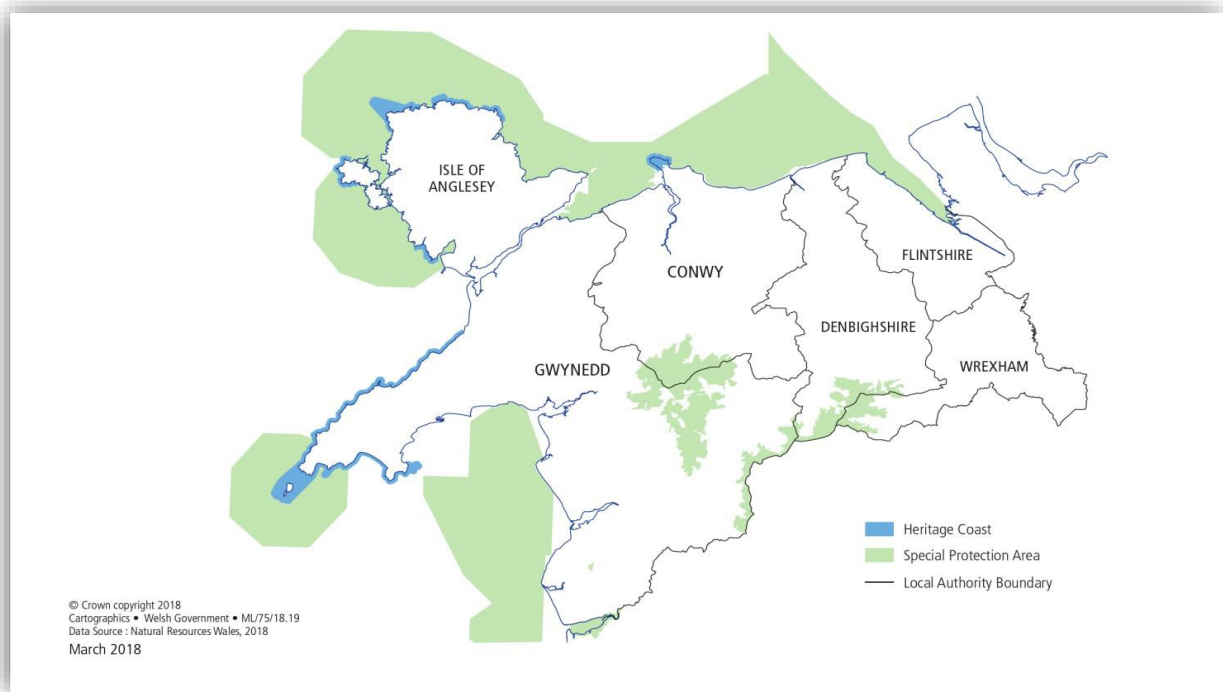 ISLE OF
ANGLESEY
CONWY
FLINTSHIRE
DENBIGHSHIRE
WREXHAM
GWYNEDD
Heritage Coast
Special Protection Area
Local Authority Boundary
© Crown copyright 2018
Cartographics • Welsh Government • ML/75/18.19
Data Source : Natural Resources Wales, 2018
March 2018